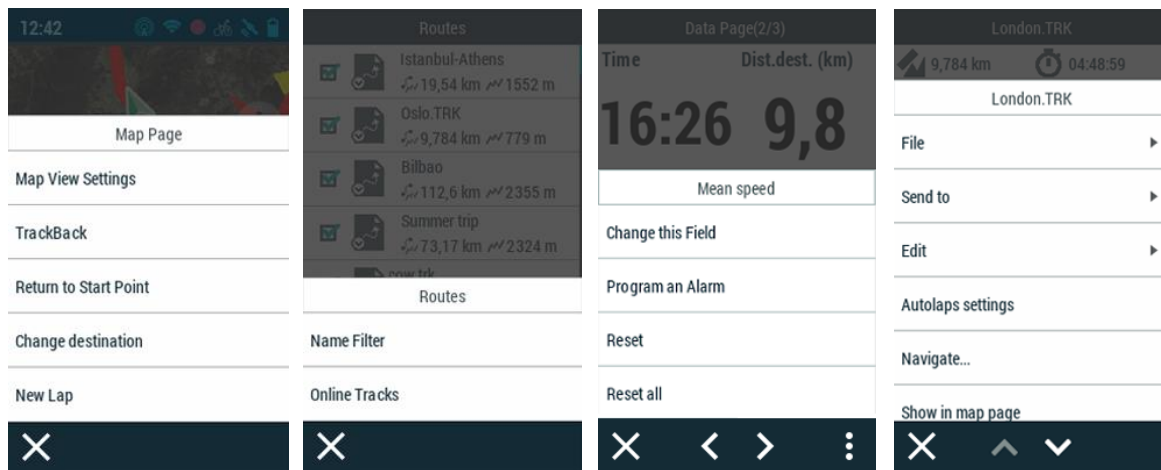 12:42
Map Page
Map View Settings
TrackBack
Return to Start Point
Change destination
New Lap
Routes
Istanbul-Athens
19,54 km 1552 m
Oslo.TRK
9,784 km 779 m
Bilbao
112,6 km 2355 m
Summer trip
73,17 km 2324 m
cow.trk
Routes
Name Filter
Online Tracks
Data Page(2/3)
Time Dist.dest. (km)
16:26 9,8
Mean speed
Change this Field
Program an Alarm
Reset
Reset all
London.TRK
9,784 km 04:48:59
London.TRK
File
Send to
Edit
Autolaps settings
Navigate...
Show in map page